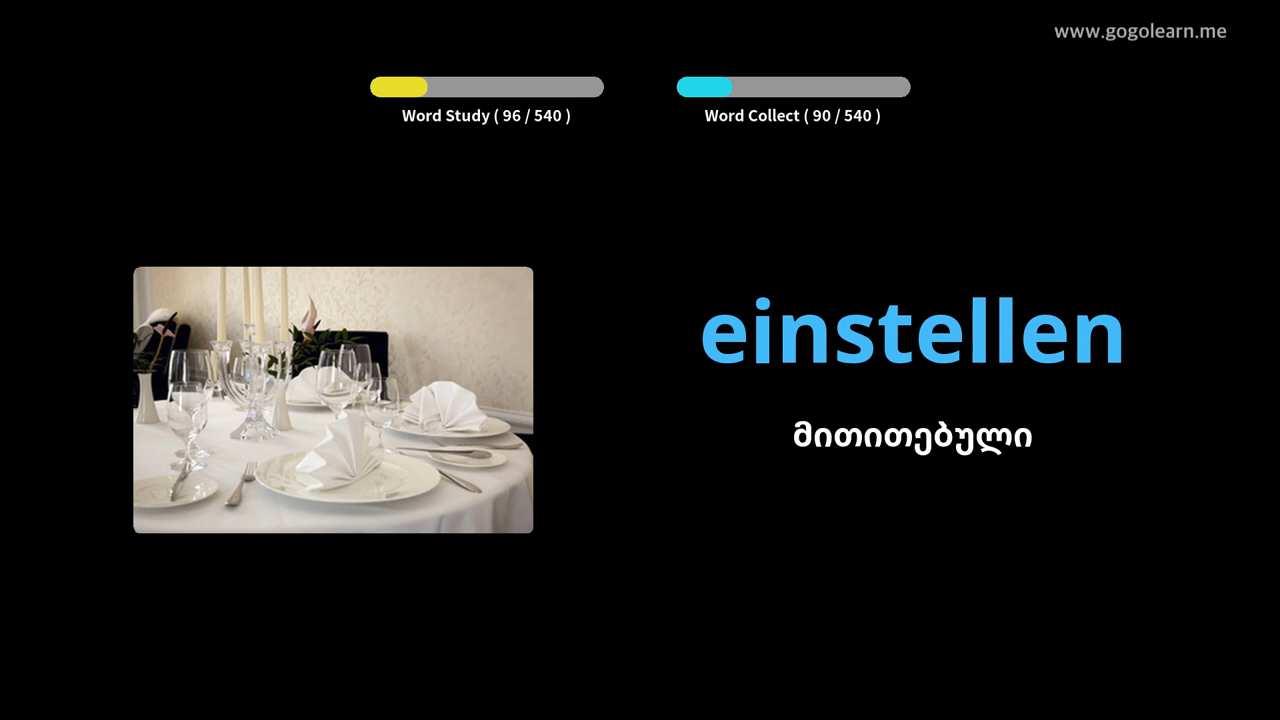 www.gogolearn.me
Word Study ( 96 / 540 )
Word Collect ( 90 / 540 )
einstellen
მითითებული